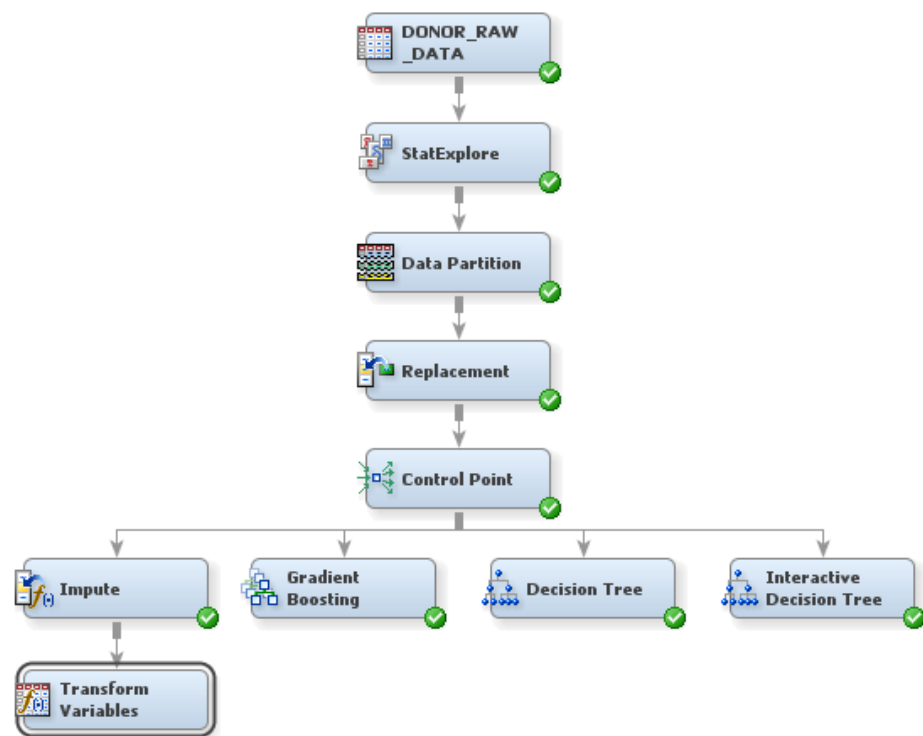 DONOR_RAW
_DATA
StatExplore
Data Partition
Replacement
Control Point
Impute
Gradient
Boosting
Decision Tree
Interactive
Decision Tree
Transform
Variables